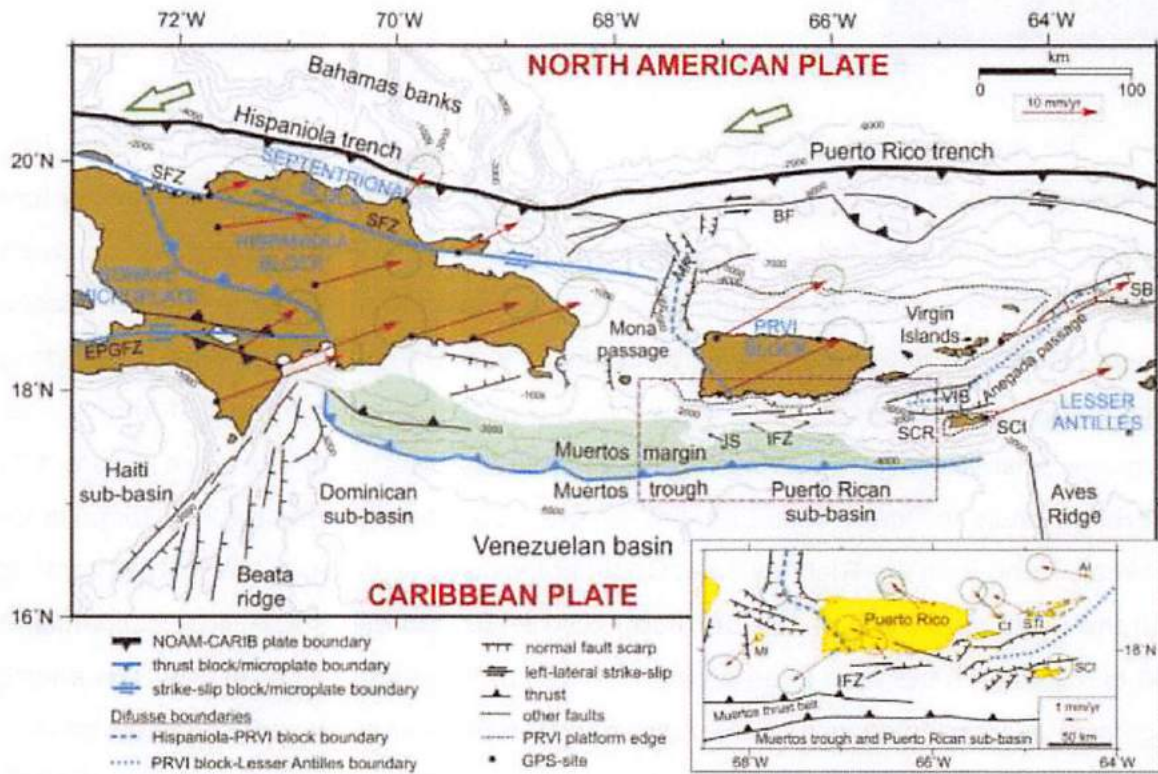 72°W 70°W 68°W 66°W 64°W
NORTH AMERICAN PLATE
km
0 100
10 mm/yr
Bahamas banks
Hispaniola trench
Puerto Rico trench
20°N
SFZ
SEPTENTRIONAL
BLOCK
SFZ
BF
HISPANIOLA
BLOCK
MICROPLATE
EPGFZ
Mona
passage
PRVI
BLOCK
Virgin
Islands
SB
Anegada passage
18°N
VIB
LESSER
ANTILLES
SCR
SCI
JS
IFZ
Muertos margin
Muertos trough
Haiti
sub-basin
Dominican
sub-basin
Puerto Rican
sub-basin
Aves
Ridge
Venezuelan basin
Beata
ridge
16°N
CARIBBEAN PLATE
NOAM-CARIB plate boundary
thrust block/microplate boundary
strike-slip block/microplate boundary
Difusse boundaries
Hispaniola-PRVI block boundary
PRVI block-Lesser Antilles boundary
normal fault scarp
left-lateral strike-slip
thrust
other faults
PRVI platform edge
GPS-site
AI
Puerto Rico
CI
MI
18°N
SCI
IFZ
Muertos thrust belt
1 mm/yr
50 km
Muertos trough and Puerto Rican sub-basin
68°W 66°W 64°W